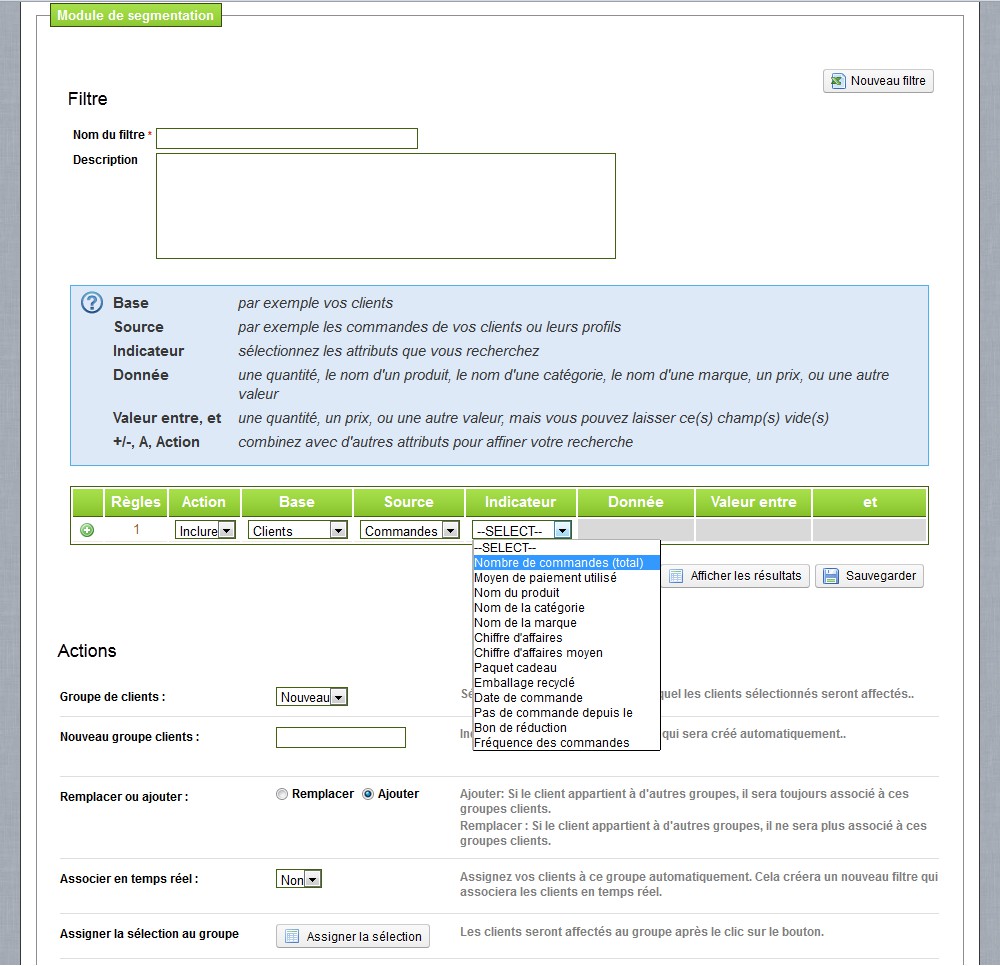 Module de segmentation
Nouveau filtre
Filtre
Nom du filtre *
Description
? Base par exemple vos clients
Source par exemple les commandes de vos clients ou leurs profils
Indicateur sélectionnez les attributs que vous recherchez
Donnée une quantité, le nom d'un produit, le nom d'une catégorie, le nom d'une marque, un prix, ou une autre
valeur
Valeur entre, et une quantité, un prix, ou une autre valeur, mais vous pouvez laisser ce(s) champ(s) vide(s)
+/-, A, Action combinez avec d'autres attributs pour affiner votre recherche
Règles Action Base Source Indicateur Donnée Valeur entre et
1 Inclure Clients Commandes --SELECT--
--SELECT--
Nombre de commandes (total)
Moyen de paiement utilisé
Nom du produit
Nom de la catégorie
Nom de la marque
Chiffre d'affaires
Chiffre d'affaires moyen
Paquet cadeau
Emballage recyclé
Date de commande
Pas de commande depuis le
Bon de réduction
Fréquence des commandes
Afficher les résultats Sauvegarder
Actions
Groupe de clients : Nouveau les clients sélectionnés seront affectés..
Nouveau groupe clients : qui sera créé automatiquement..
Remplacer ou ajouter : Remplacer Ajouter Ajouter: Si le client appartient à d'autres groupes, il sera toujours associé à ces
groupes clients.
Remplacer : Si le client appartient à d'autres groupes, il ne sera plus associé à ces
groupes clients.
Associer en temps réel : Non Assignez vos clients à ce groupe automatiquement. Cela créera un nouveau filtre qui
associera les clients en temps réel.
Assigner la sélection au groupe Assigner la sélection Les clients seront affectés au groupe après le clic sur le bouton.